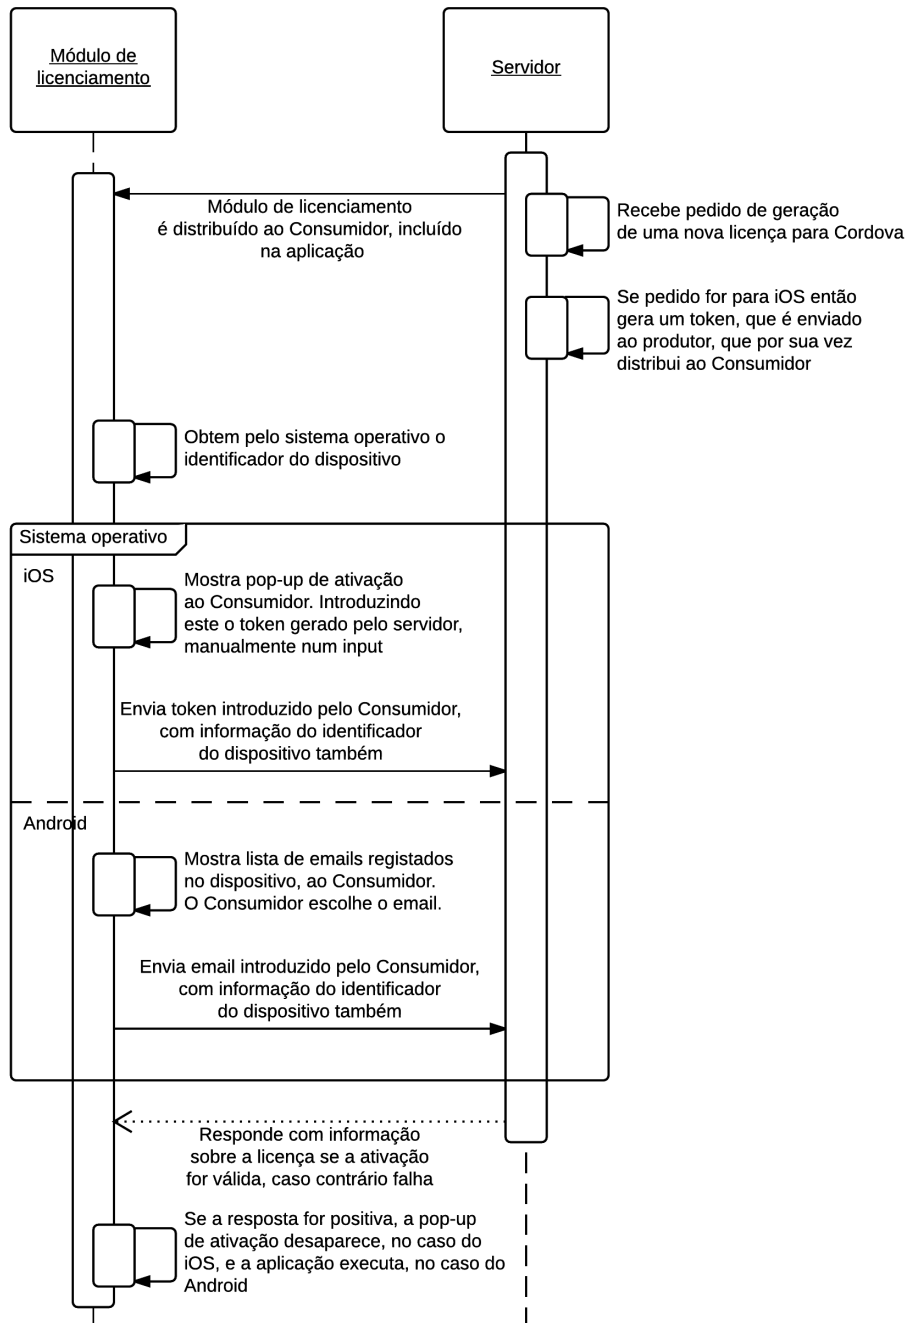 Módulo de
licenciamento
Servidor
Módulo de licenciamento
é distribuído ao Consumidor, incluído
na aplicação
Recebe pedido de geração
de uma nova licença para Cordova
Se pedido for para iOS então
gera um token, que é enviado
ao produtor, que por sua vez
distribui ao Consumidor
Obtem pelo sistema operativo o
identificador do dispositivo
Sistema operativo
iOS
Mostra pop-up de ativação
ao Consumidor. Introduzindo
este o token gerado pelo servidor,
manualmente num input
Envia token introduzido pelo Consumidor,
com informação do identificador
do dispositivo também
Android
Mostra lista de emails registados
no dispositivo, ao Consumidor.
O Consumidor escolhe o email.
Envia email introduzido pelo Consumidor,
com informação do identificador
do dispositivo também
Responde com informação
sobre a licença se a ativação
for válida, caso contrário falha
Se a resposta for positiva, a pop-up
de ativação desaparece, no caso do
iOS, e a aplicação executa, no caso do
Android